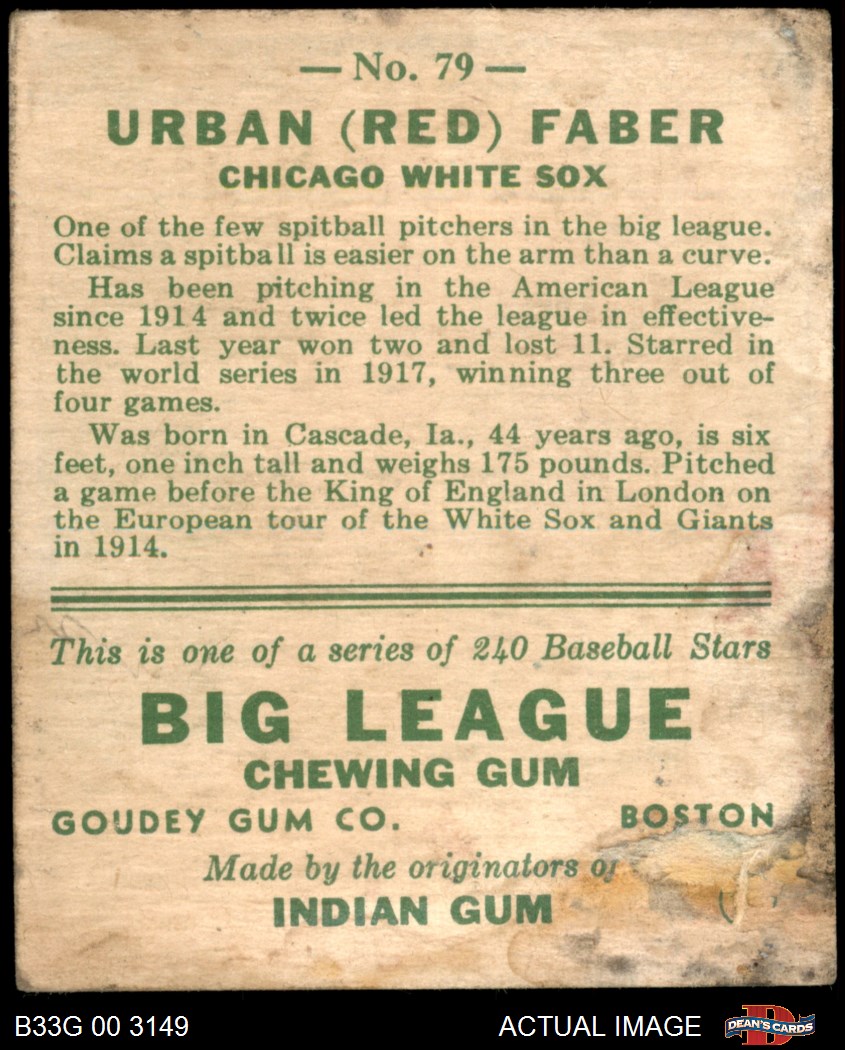 — No. 79 —
URBAN (RED) FABER
CHICAGO WHITE SOX
One of the few spitball pitchers in the big league.
Claims a spitball is easier on the arm than a curve.
Has been pitching in the American League
since 1914 and twice led the league in effective-
ness. Last year won two and lost 11. Starred in
the world series in 1917, winning three out of
four games.
Was born in Cascade, Ia., 44 years ago, is six
feet, one inch tall and weighs 175 pounds. Pitched
a game before the King of England in London on
the European tour of the White Sox and Giants
in 1914.
This is one of a series of 240 Baseball Stars
BIG LEAGUE
CHEWING GUM
GOUDEY GUM CO. BOSTON
Made by the originators of
INDIAN GUM
B33G 00 3149 ACTUAL IMAGE D DEAN'S CARDS